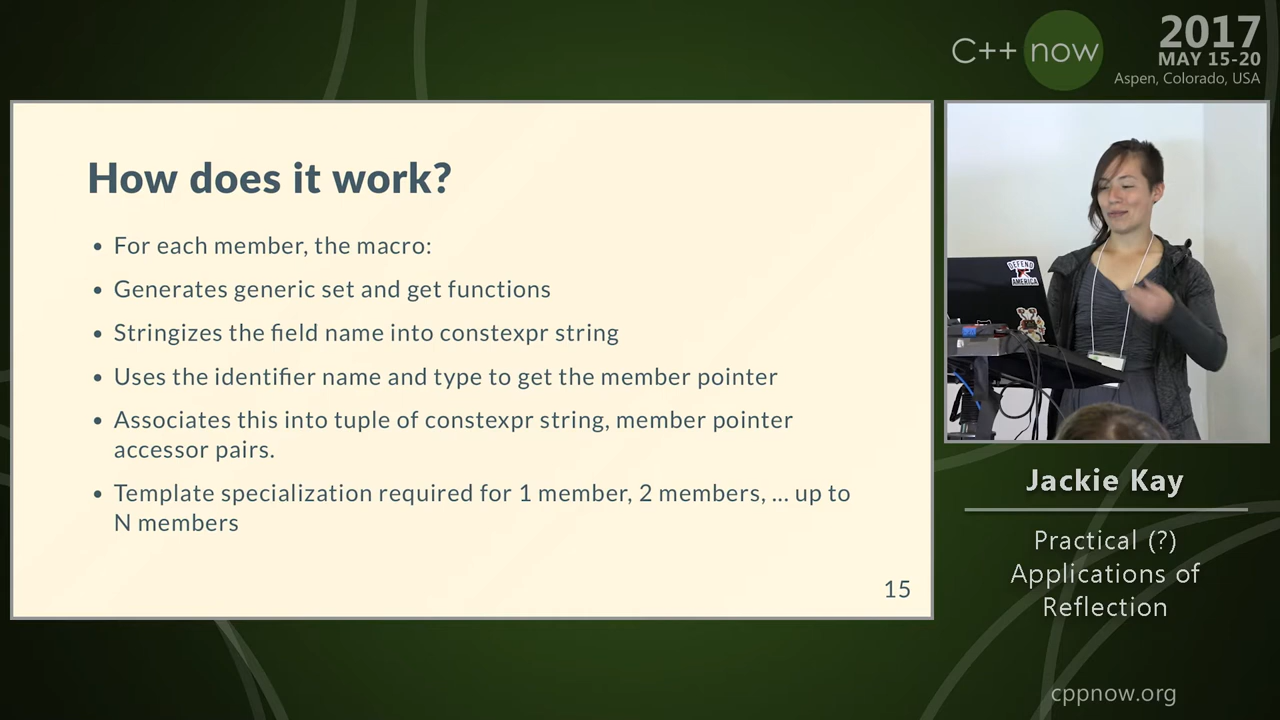 C++ now
2017
MAY 15-20
Aspen, Colorado, USA
How does it work?
• For each member, the macro:
• Generates generic set and get functions
• Stringizes the field name into constexpr string
• Uses the identifier name and type to get the member pointer
• Associates this into tuple of constexpr string, member pointer
accessor pairs.
• Template specialization required for 1 member, 2 members, ... up to
N members
15
DEFEND
AMERICA
Jackie Kay
Practical (?)
Applications of
Reflection
cppnow.org